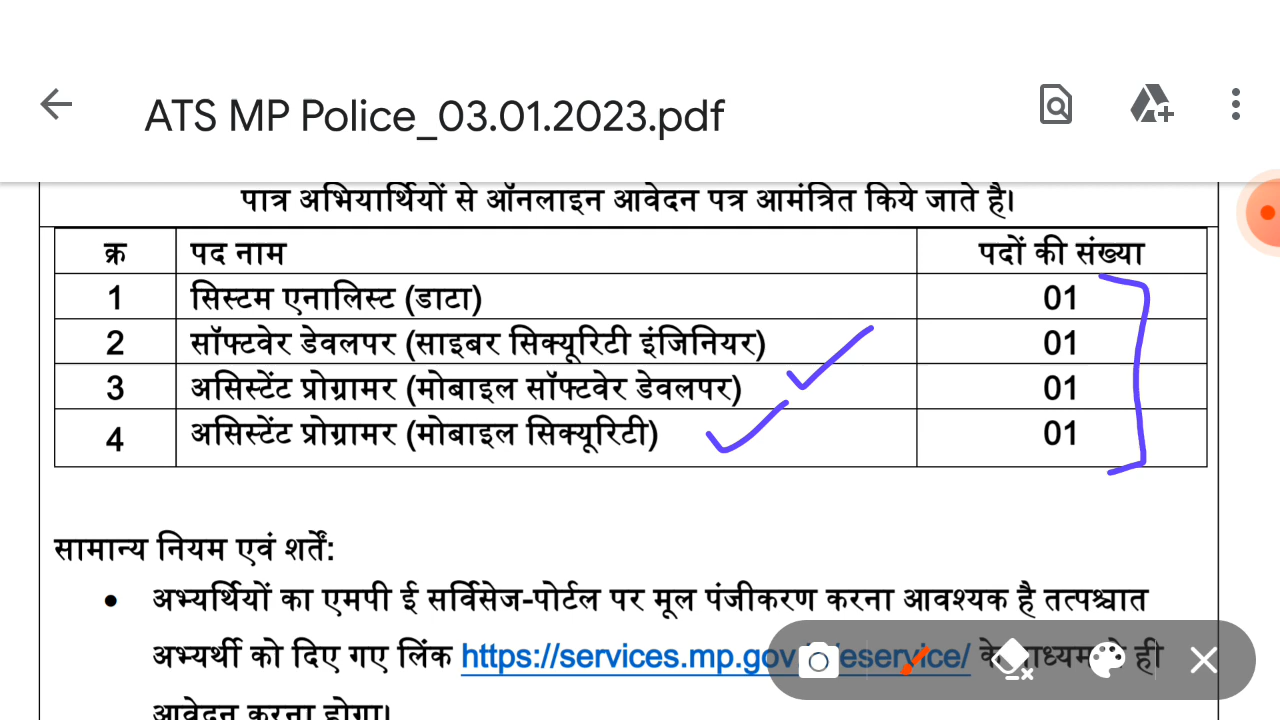 ATS MP Police_03.01.2023.pdf
पात्र अभियार्थियों से ऑनलाइन आवेदन पत्र आमंत्रित किये जाते है।
क्र पद नाम पदों की संख्या
1 सिस्टम एनालिस्ट (डाटा) 01
2 सॉफ्टवेर डेवलपर (साइबर सिक्यूरिटी इंजिनियर) 01
3 असिस्टेंट प्रोग्रामर (मोबाइल सॉफ्टवेर डेवलपर) 01
4 असिस्टेंट प्रोग्रामर (मोबाइल सिक्यूरिटी) 01
सामान्य नियम एवं शर्तें:
• अभ्यर्थियों का एमपी ई सर्विसेज-पोर्टल पर मूल पंजीकरण करना आवश्यक है तत्पश्चात
अभ्यर्थी को दिए गए लिंक https://services.mp.gov eservice/ के ही
आवेदन करना होगा।